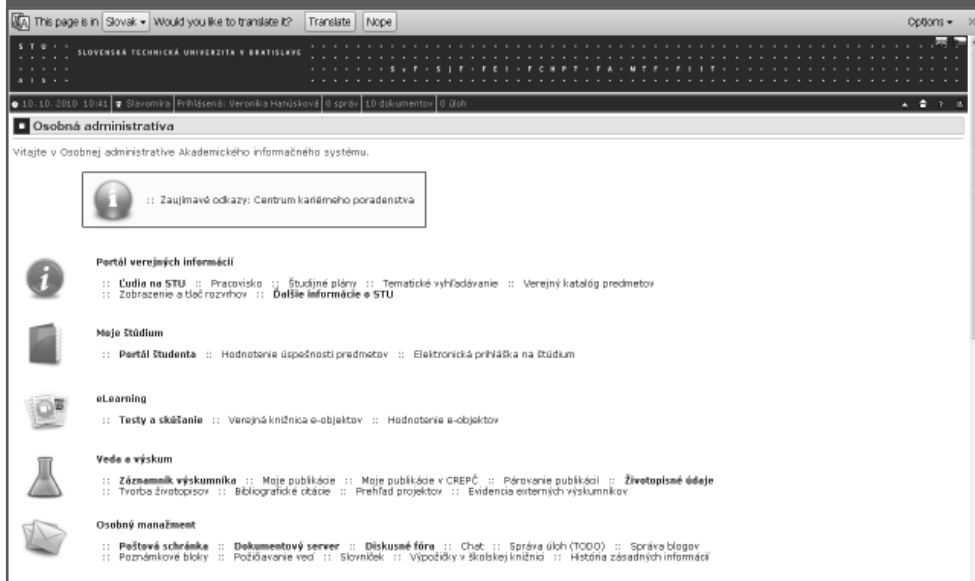 This page is in Slovak Would you like to translate it? Translate Nope Options
S T U
SLOVENSKÁ TECHNICKÁ UNIVERZITA V BRATISLAVE
S v F · S j F · F E I · F C H P T · F A · M T F · F I I T
A I S
10. 10. 2010 10:41 Slavomíra Prihlásená: Veronika Hanúsková 0 správ 10 dokumentov 0 úloh
Osobná administratíva
Vitajte v Osobnej administratíve Akademického informačného systému.
:: Zaujímavé odkazy: Centrum kariérneho poradenstva
Portál verejných informácií
:: Ľudia na STU :: Pracovisko :: Študijné plány :: Tematické vyhľadávanie :: Verejný katalóg predmetov
:: Zobrazenie a tlač rozvrhov :: Ďalšie informácie o STU
Moje štúdium
:: Portál študenta :: Hodnotenie úspešnosti predmetov :: Elektronická prihláška na štúdium
eLearning
:: Testy a skúšanie :: Verejná knižnica e-objektov :: Hodnotenie e-objektov
Veda a výskum
:: Záznamník výskumníka :: Moje publikácie :: Moje publikácie v CREPČ :: Párovanie publikácií :: Životopisné údaje
:: Tvorba životopisov :: Bibliografické citácie :: Prehľad projektov :: Evidencia externých výskumníkov
Osobný manažment
:: Poštová schránka :: Dokumentový server :: Diskusné fóra :: Chat :: Správa úloh (TODO) :: Správa blogov
:: Poznámkové bloky :: Požičiavanie vecí :: Slovníček :: Výpožičky v školskej knižnici :: História zásadných informácií